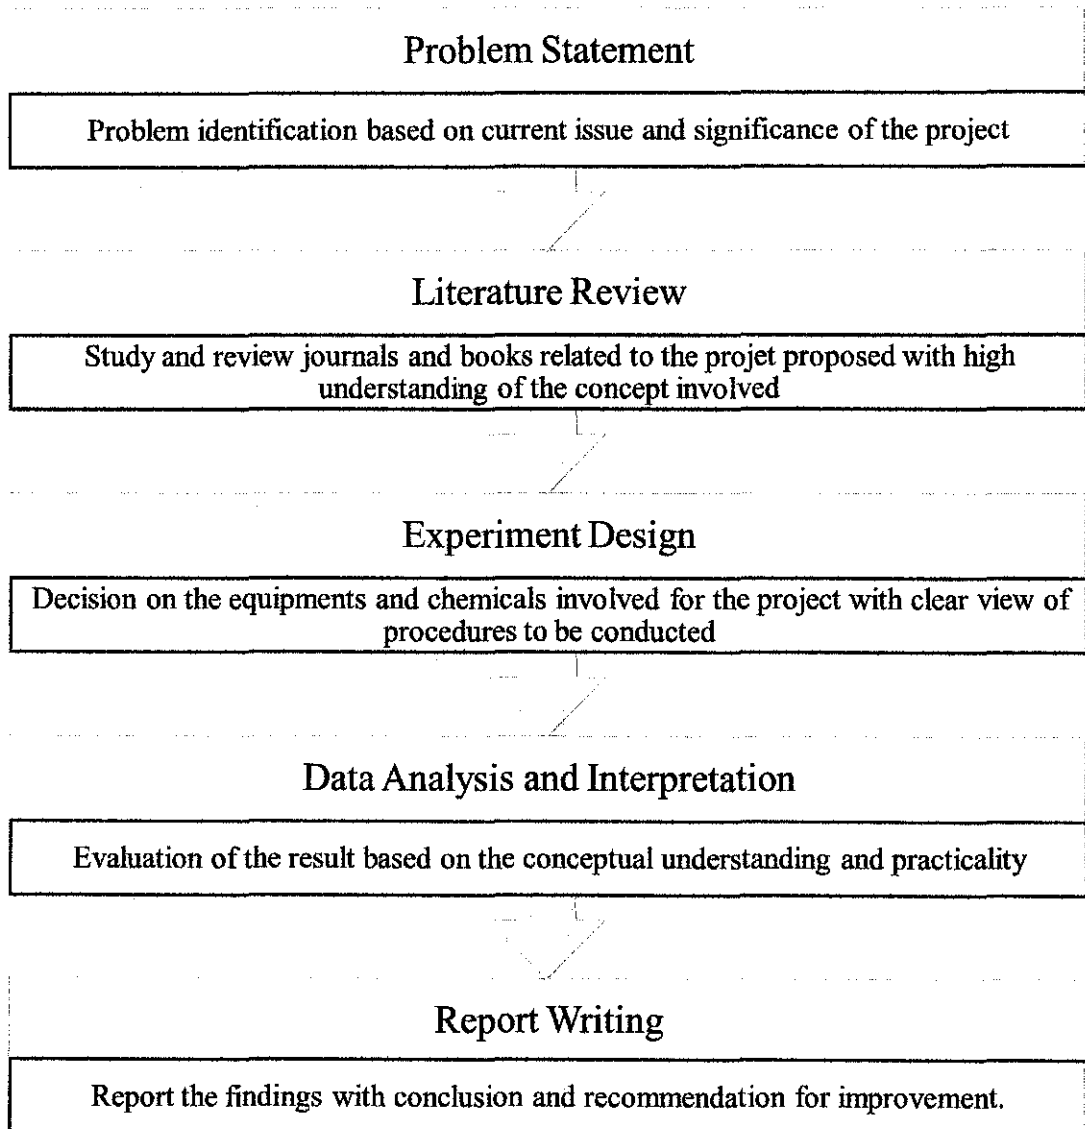 Problem Statement
Problem identification based on current issue and significance of the project
Literature Review
Study and review journals and books related to the projet proposed with high
understanding of the concept involved
Experiment Design
Decision on the equipments and chemicals involved for the project with clear view of
procedures to be conducted
Data Analysis and Interpretation
Evaluation of the result based on the conceptual understanding and practicality
Report Writing
Report the findings with conclusion and recommendation for improvement.